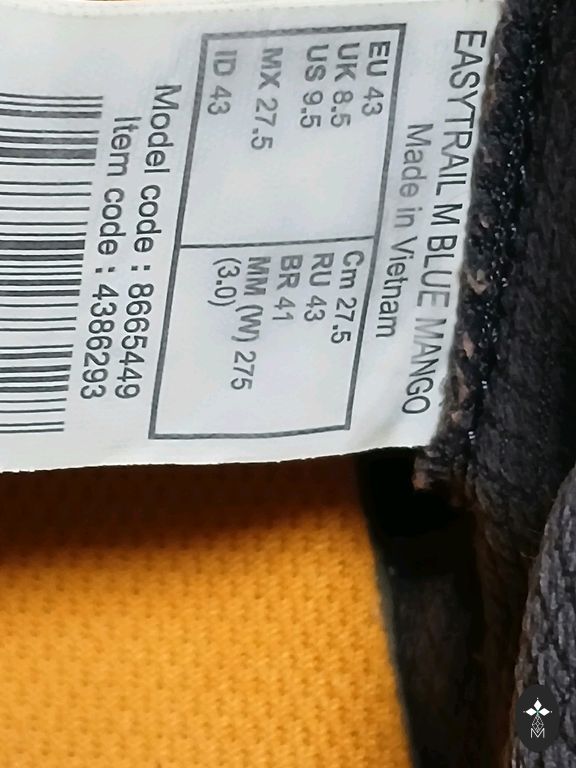 EASYTRAIL M BLUE MANGO
Made in Vietnam
EU 43
UK 8.5
US 9.5
MX 27.5
ID 43
Cm 27.5
RU 43
BR 41
MM (W) 275
(3.0)
Model code : 8665449
Item code : 4386293
M